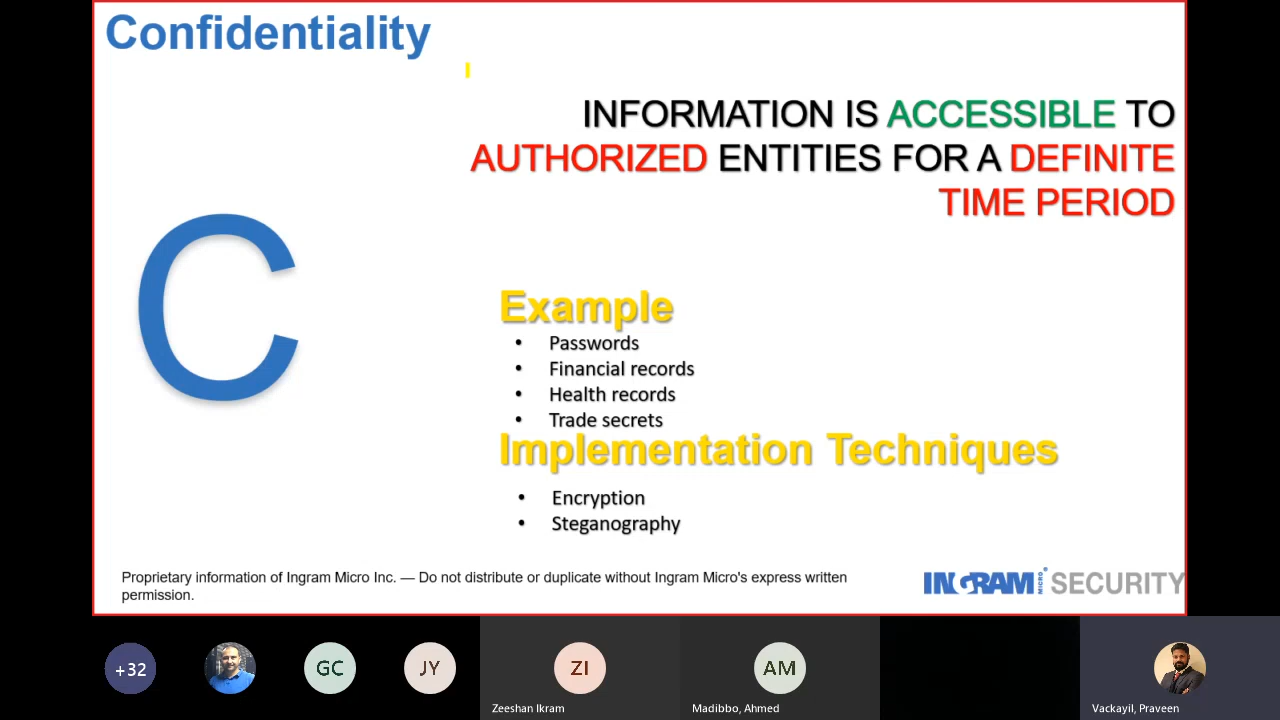 Confidentiality
INFORMATION IS ACCESSIBLE TO
AUTHORIZED ENTITIES FOR A DEFINITE
TIME PERIOD
C
Example
• Passwords
• Financial records
• Health records
• Trade secrets
Implementation Techniques
• Encryption
• Steganography
Proprietary information of Ingram Micro Inc. — Do not distribute or duplicate without Ingram Micro's express written
permission.
INGRAM MICRO SECURITY
+32
GC
JY
ZI
AM
Zeeshan Ikram
Madibbo, Ahmed
Vackayil, Praveen